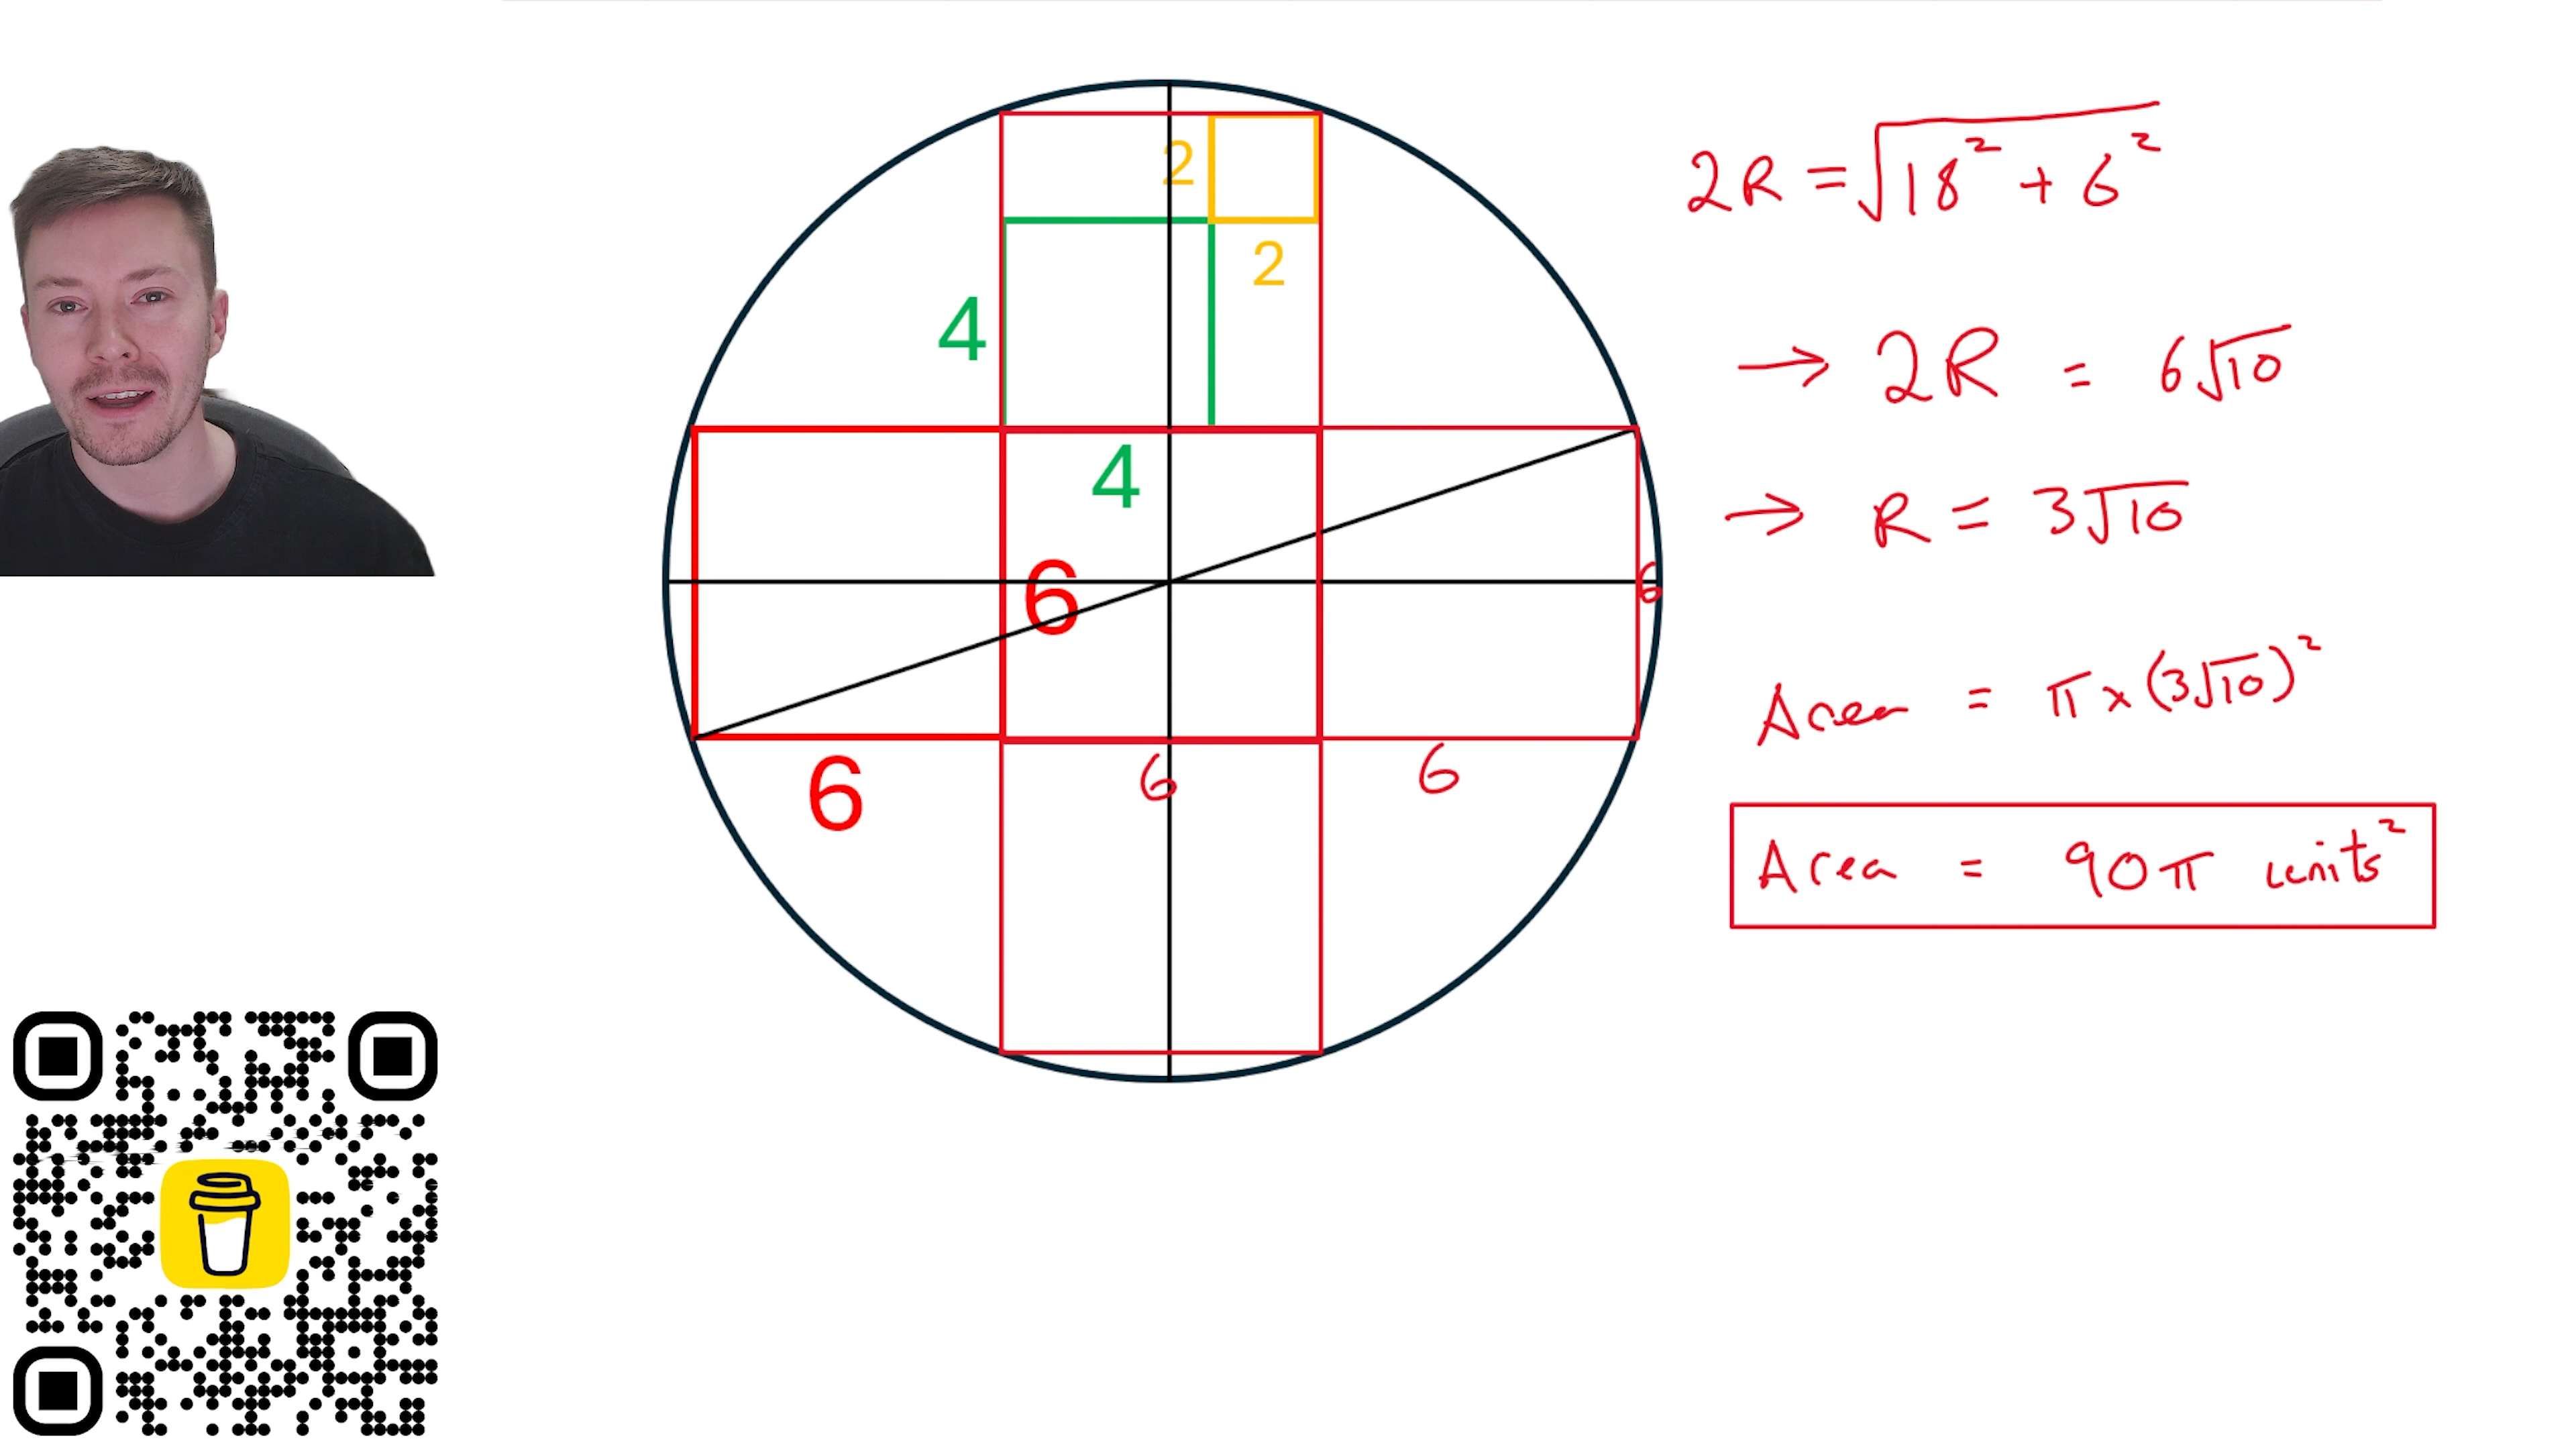 2
2
4
4
6
6
6
6
6
2R = √18² + 6²
→ 2R = 6√10
→ R = 3√10
Area = π × (3√10)²
Area = 90π units²